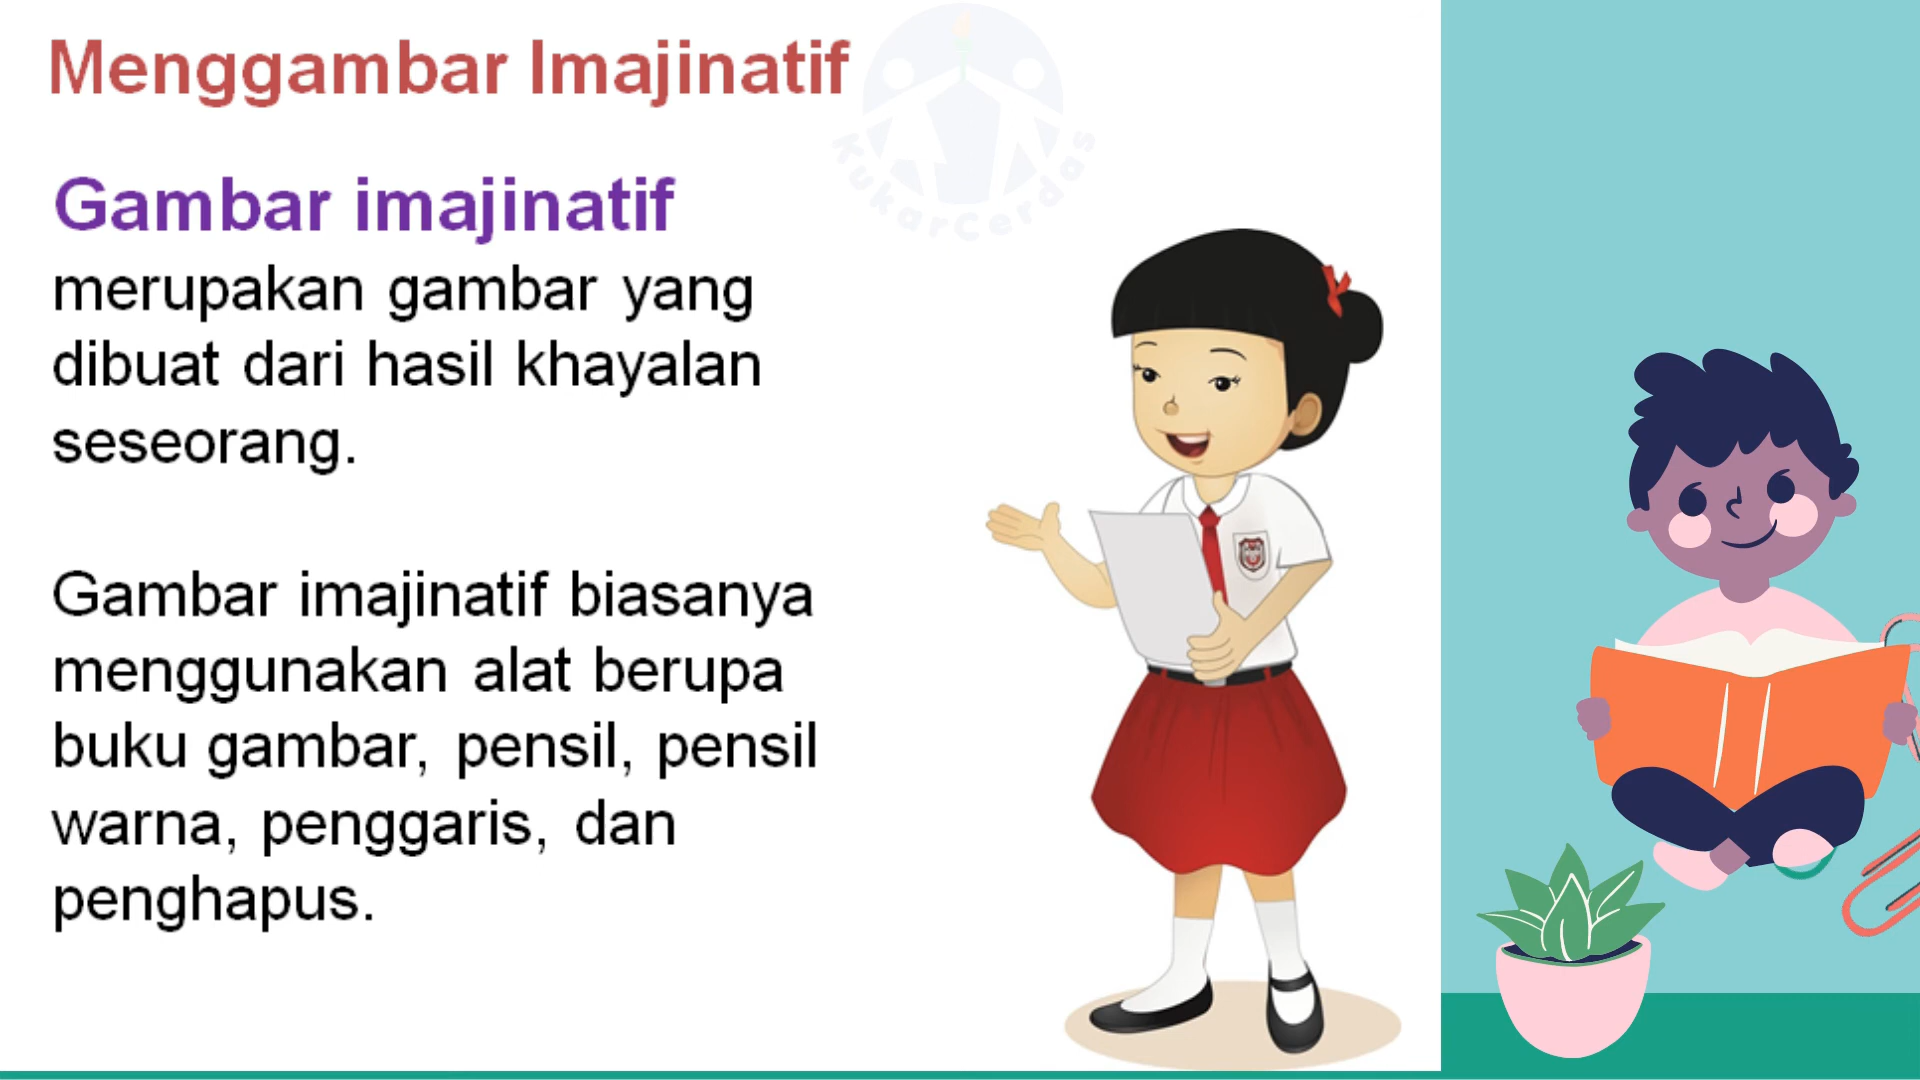 Menggambar Imajinatif
KukarCerdas
Gambar imajinatif
merupakan gambar yang
dibuat dari hasil khayalan
seseorang.
Gambar imajinatif biasanya
menggunakan alat berupa
buku gambar, pensil, pensil
warna, penggaris, dan
penghapus.